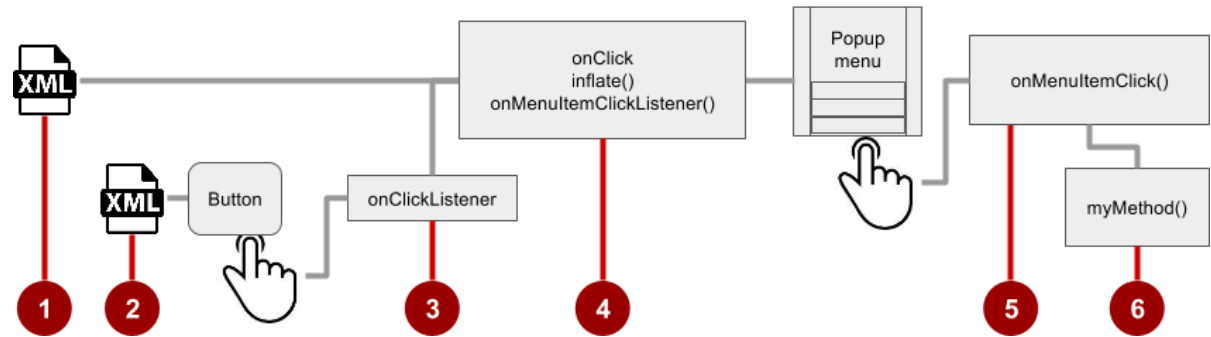 XML
onClick
inflate()
onMenuItemClickListener()
Popup
menu
onMenuItemClick()
XML
Button
onClickListener
myMethod()
1
2
3
4
5
6